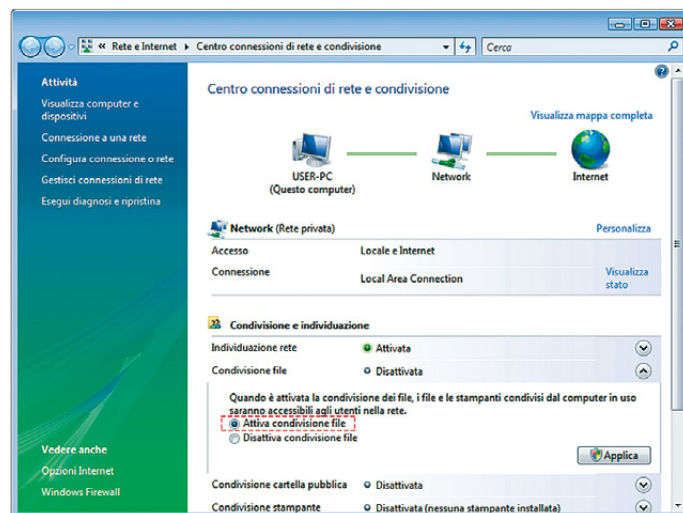 « Rete e Internet ▸ Centro connessioni di rete e condivisione
Cerca
Attività
Visualizza computer e
dispositivi
Connessione a una rete
Configura connessione o rete
Gestisci connessioni di rete
Esegui diagnosi e ripristina
Vedere anche
Opzioni Internet
Windows Firewall
Centro connessioni di rete e condivisione
Visualizza mappa completa
USER-PC
(Questo computer)
Network
Internet
Network (Rete privata)
Personalizza
Accesso Locale e Internet
Connessione Local Area Connection
Visualizza
stato
Condivisione e individuazione
Individuazione rete Attivata
Condivisione file Disattivata
Quando è attivata la condivisione dei file, i file e le stampanti condivisi dal computer in uso
saranno accessibili agli utenti nella rete.
Attiva condivisione file
Disattiva condivisione file
Applica
Condivisione cartella pubblica Disattivata
Condivisione stampante Disattivata (nessuna stampante installata)